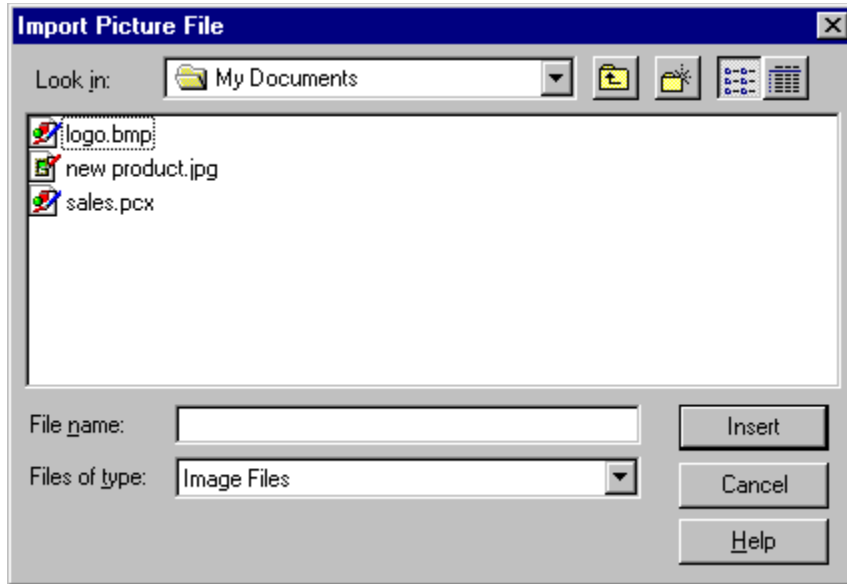 Import Picture File
Look in: My Documents
logo.bmp
new product.jpg
sales.pcx
File name:
Insert
Files of type: Image Files
Cancel
Help